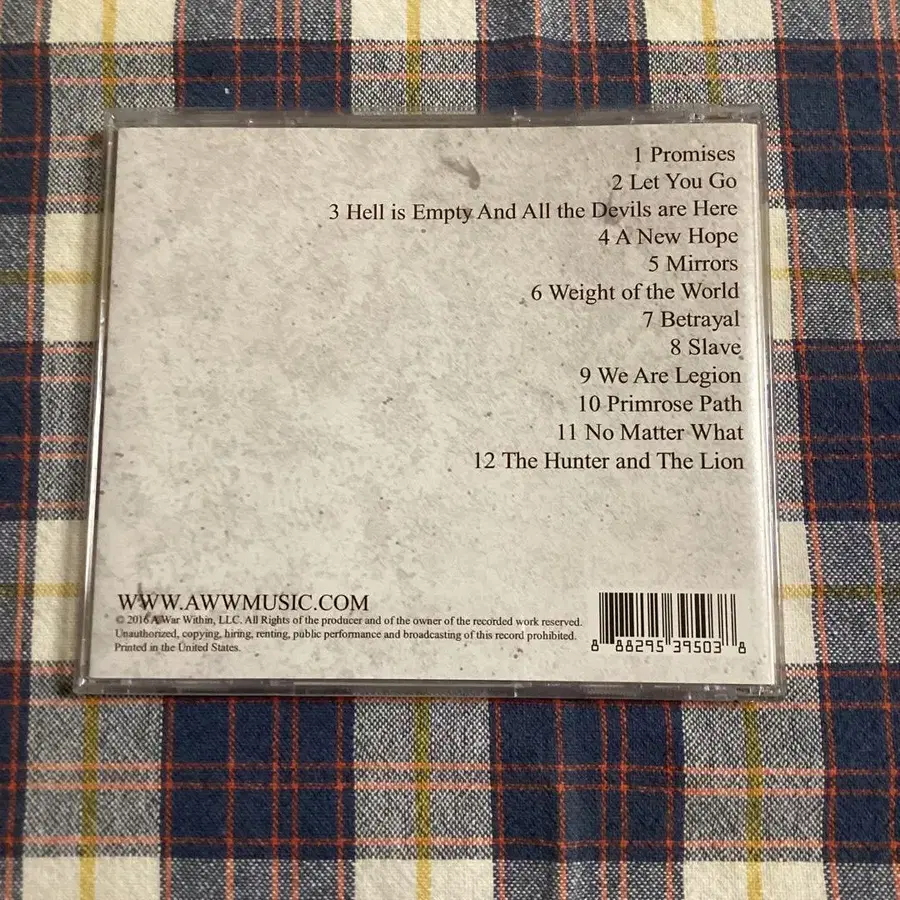 1 Promises
2 Let You Go
3 Hell is Empty And All the Devils are Here
4 A New Hope
5 Mirrors
6 Weight of the World
7 Betrayal
8 Slave
9 We Are Legion
10 Primrose Path
11 No Matter What
12 The Hunter and The Lion
WWW.AWWMUSIC.COM
© 2016 A War Within, LLC. All Rights of the producer and of the owner of the recorded work reserved.
Unauthorized, copying, hiring, renting, public performance and broadcasting of this record prohibited.
Printed in the United States.
8 88295 39503 8